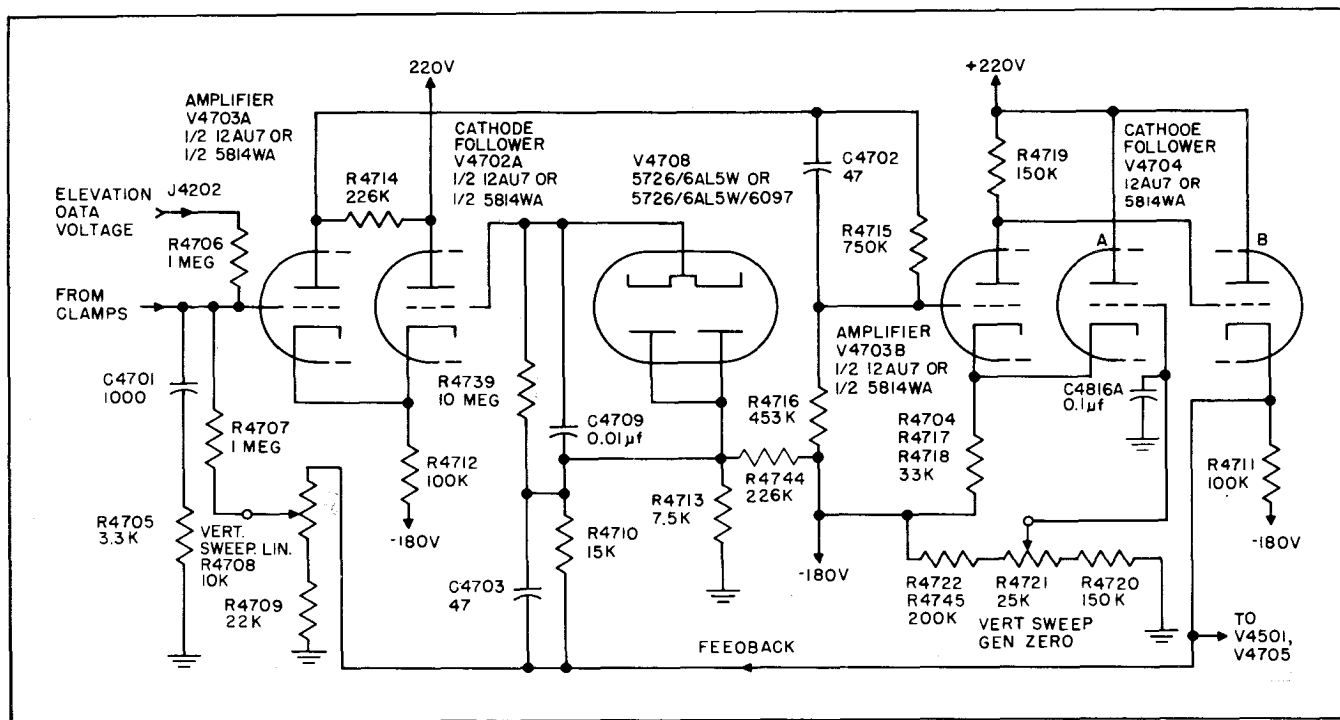 220V
+220V
AMPLIFIER
V4703A
1/2 12AU7 OR
1/2 5814WA
CATHODE
FOLLOWER
V4702A
1/2 12AU7 OR
1/2 5814WA
V4708
5726/6AL5W OR
5726/6AL5W/6097
C4702
47
R4719
150K
CATHOOE
FOLLOWER
V4704
12AU7 OR
5814WA
ELEVATION
DATA
VOLTAGE
J4202
R4714
226K
R4706
1 MEG
R4715
750K
A
B
FROM
CLAMPS
AMPLIFIER
V4703B
1/2 12AU7 OR
1/2 5814WA
C4701
1000
R4707
1 MEG
R4739
10 MEG
C4709
0.01µf
R4716
453K
C4816A
0.1µf
R4704
R4717
R4718
33K
R4712
100K
R4744
226K
R4711
100K
R4705
3.3K
VERT.
SWEEP LIN.
R4708
10K
R4713
7.5K
R4710
15K
-180V
-180V
-180V
R4709
22K
C4703
47
R4722
R4745
200K
R4721
25K
R4720
150K
VERT SWEEP
GEN ZERO
FEEOBACK
TO
V4501,
V4705